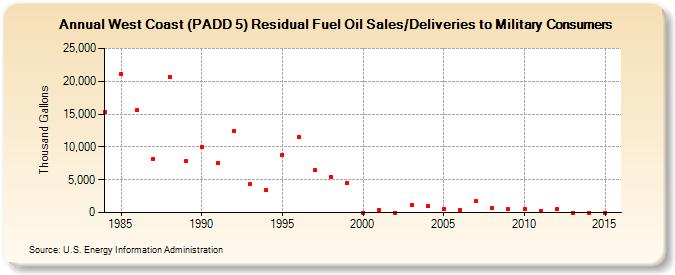 Annual West Coast (PADD 5) Residual Fuel Oil Sales/Deliveries to Military Consumers
Thousand Gallons
25,000
20,000
15,000
10,000
5,000
0
1985 1990 1995 2000 2005 2010 2015
Source: U.S. Energy Information Administration